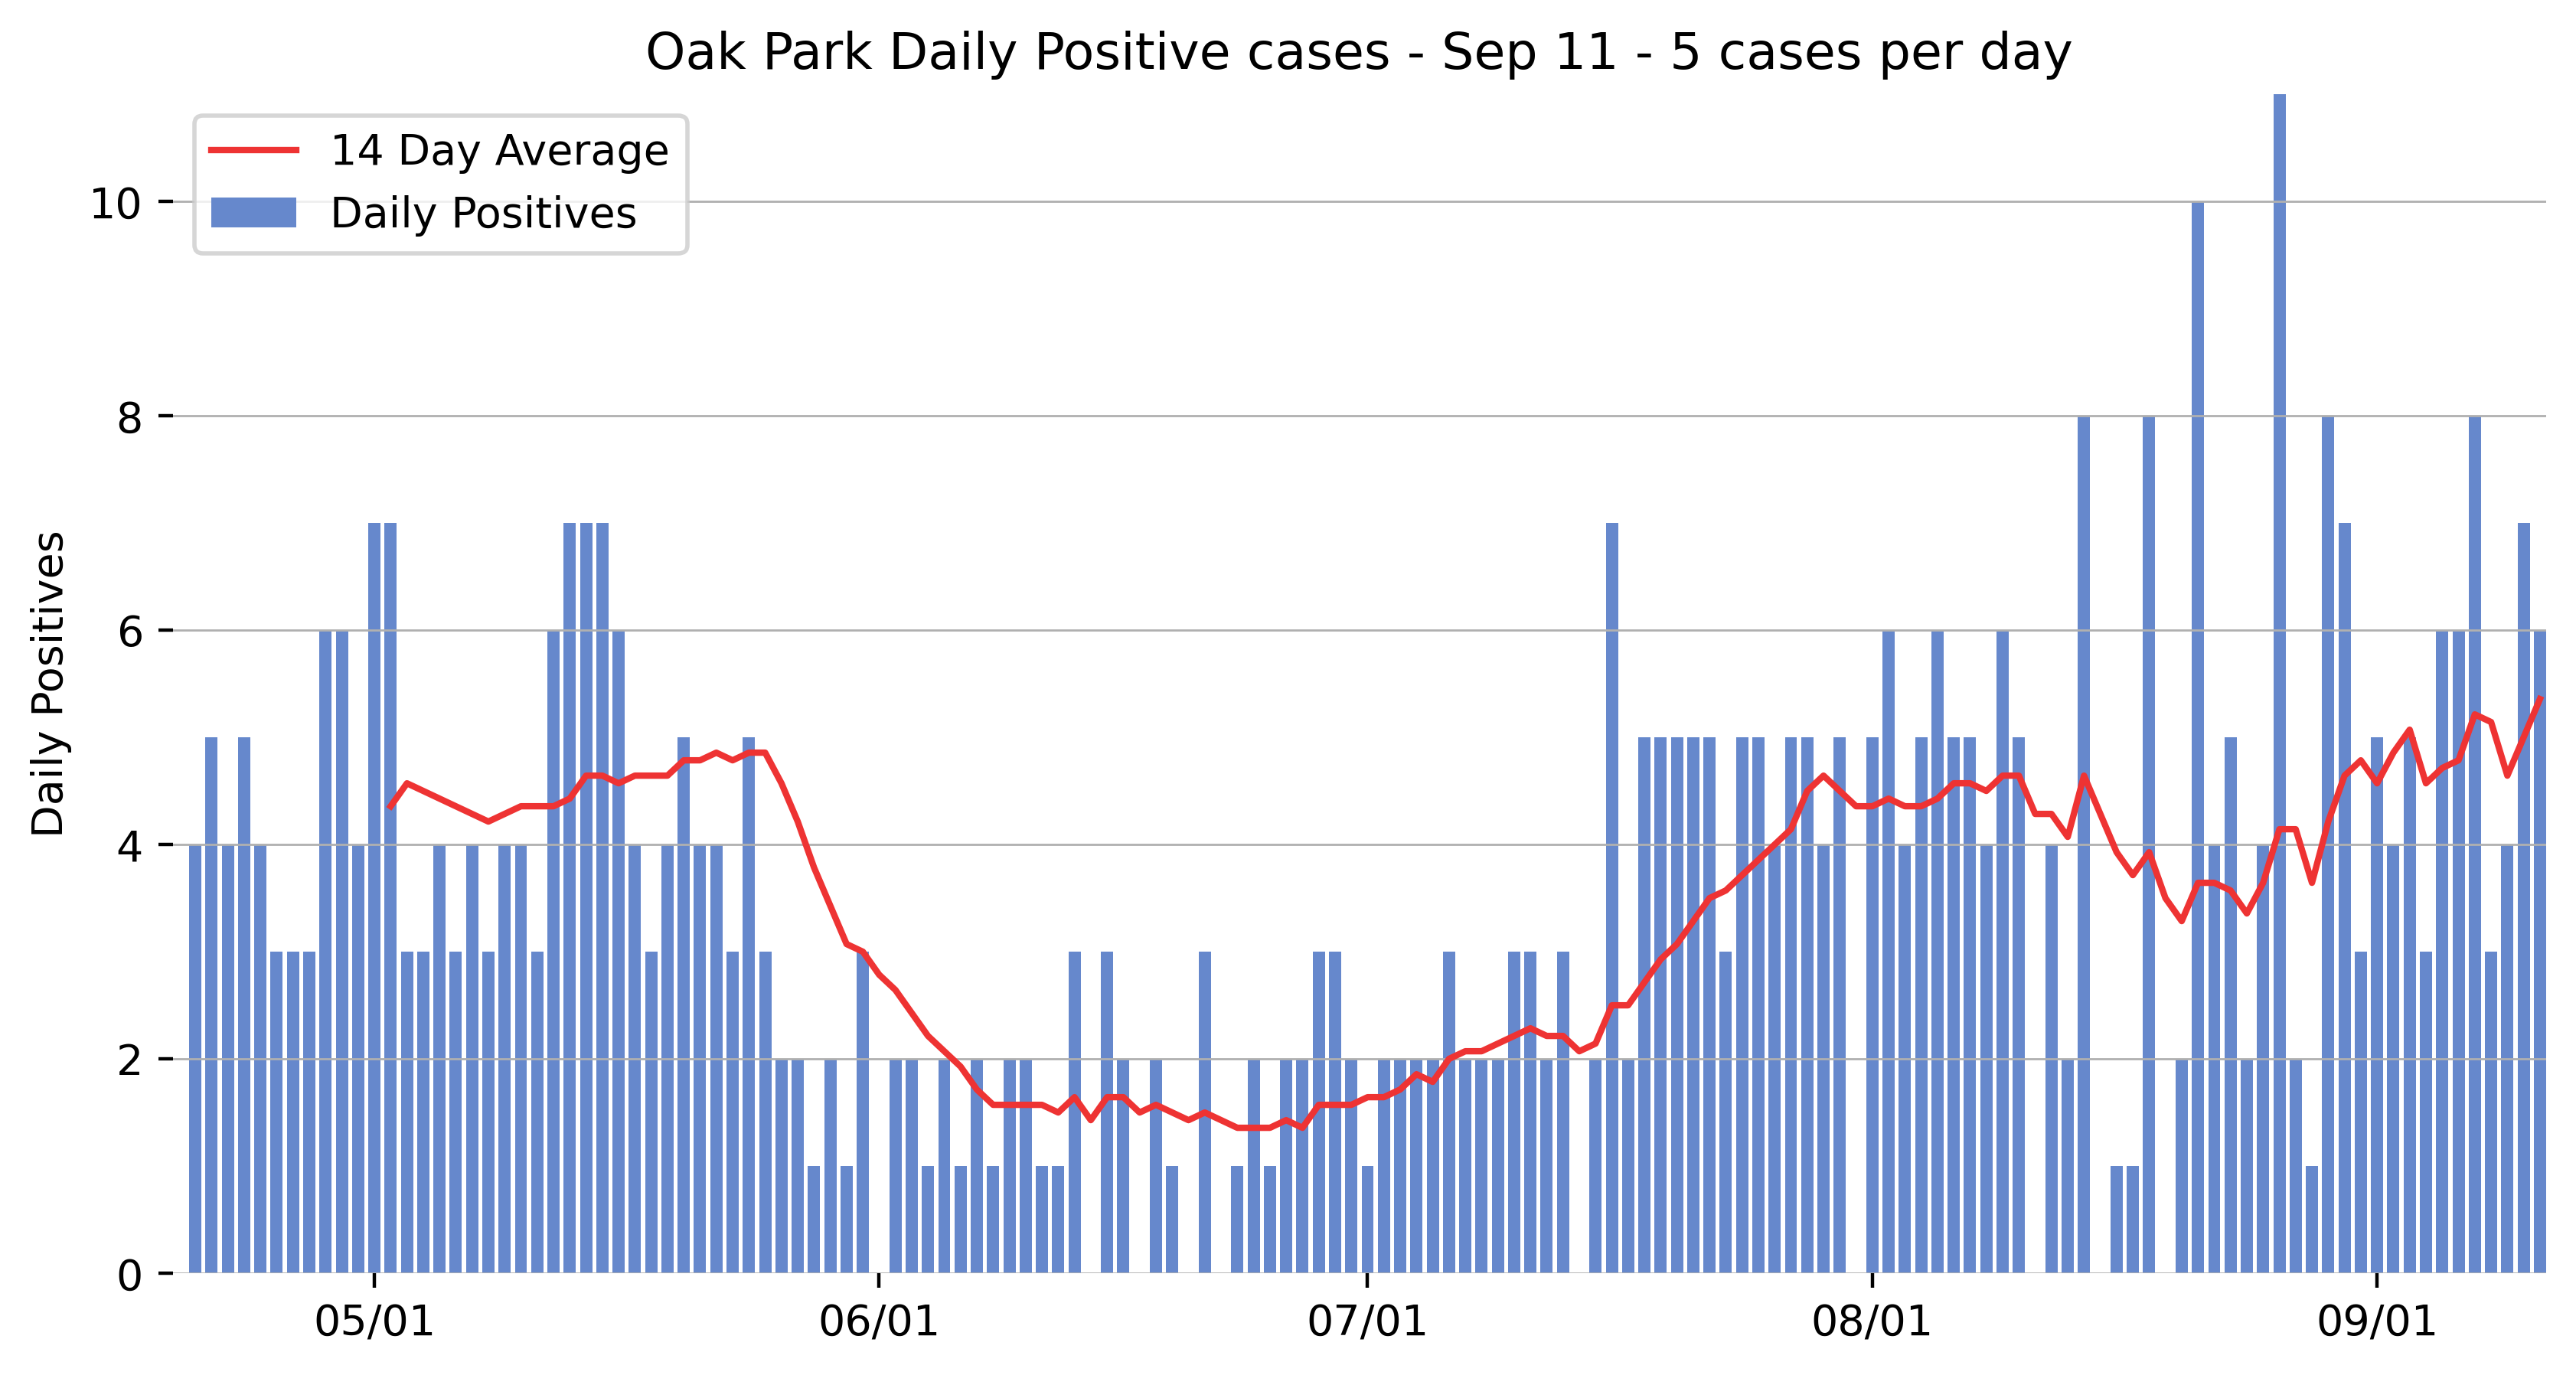 Oak Park Daily Positive cases - Sep 11 - 5 cases per day
14 Day Average
Daily Positives
Daily Positives
10
8
6
4
2
0
05/01
06/01
07/01
08/01
09/01